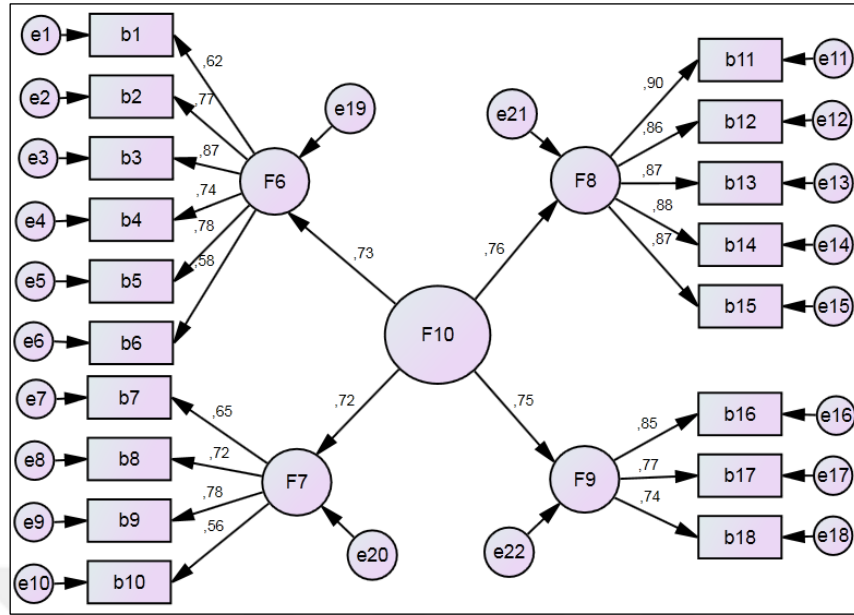 e1
b1
,62
e2
b2
,77
e3
b3
,87
e4
b4
,74
e5
b5
,78
e6
b6
,58
e19
F6
,73
e7
b7
,65
e8
b8
,72
e9
b9
,78
e10
b10
,56
F7
,72
e20
F10
e21
F8
,76
,90
b11
e11
,86
b12
e12
,87
b13
e13
,88
b14
e14
,87
b15
e15
,75
F9
e22
,85
b16
e16
,77
b17
e17
,74
b18
e18